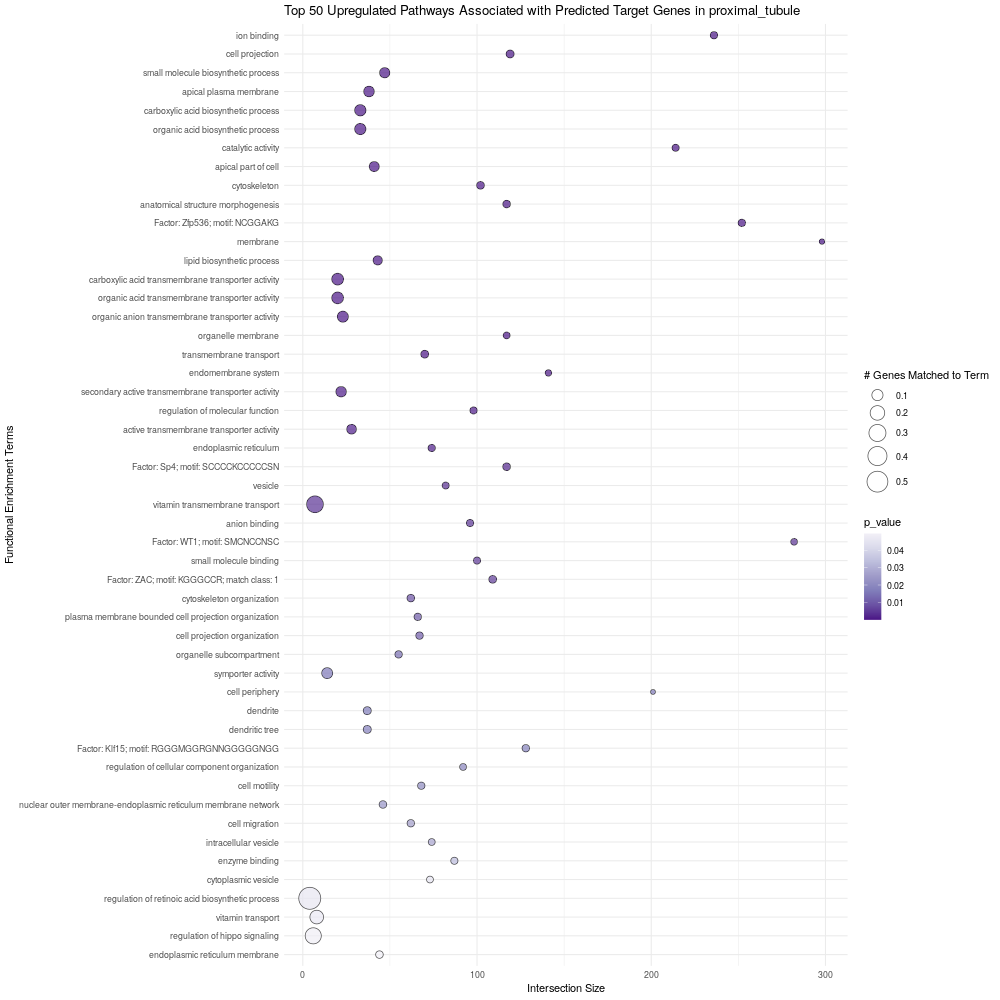 Top 50 Upregulated Pathways Associated with Predicted Target Genes in proximal_tubule
Functional Enrichment Terms
ion binding
cell projection
small molecule biosynthetic process
apical plasma membrane
carboxylic acid biosynthetic process
organic acid biosynthetic process
catalytic activity
apical part of cell
cytoskeleton
anatomical structure morphogenesis
Factor: Zfp536; motif: NCGGAKG
membrane
lipid biosynthetic process
carboxylic acid transmembrane transporter activity
organic acid transmembrane transporter activity
organic anion transmembrane transporter activity
organelle membrane
transmembrane transport
endomembrane system
secondary active transmembrane transporter activity
regulation of molecular function
active transmembrane transporter activity
endoplasmic reticulum
Factor: Sp4; motif: SCCCCKCCCCCSN
vesicle
vitamin transmembrane transport
anion binding
Factor: WT1; motif: SMCNCCNSC
small molecule binding
Factor: ZAC; motif: KGGGCCR; match class: 1
cytoskeleton organization
plasma membrane bounded cell projection organization
cell projection organization
organelle subcompartment
symporter activity
cell periphery
dendrite
dendritic tree
Factor: Klf15; motif: RGGGMGGRGNNGGGGGNGG
regulation of cellular component organization
cell motility
nuclear outer membrane-endoplasmic reticulum membrane network
cell migration
intracellular vesicle
enzyme binding
cytoplasmic vesicle
regulation of retinoic acid biosynthetic process
vitamin transport
regulation of hippo signaling
endoplasmic reticulum membrane
0 100 200 300
Intersection Size
# Genes Matched to Term
0.1
0.2
0.3
0.4
0.5
p_value
0.04
0.03
0.02
0.01